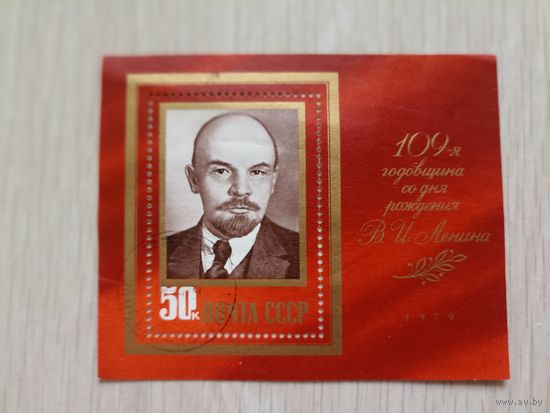 109-я
годовщина
со дня
рождения
В. И. Ленина
1979
50к ПОЧТА СССР
www.ay.by